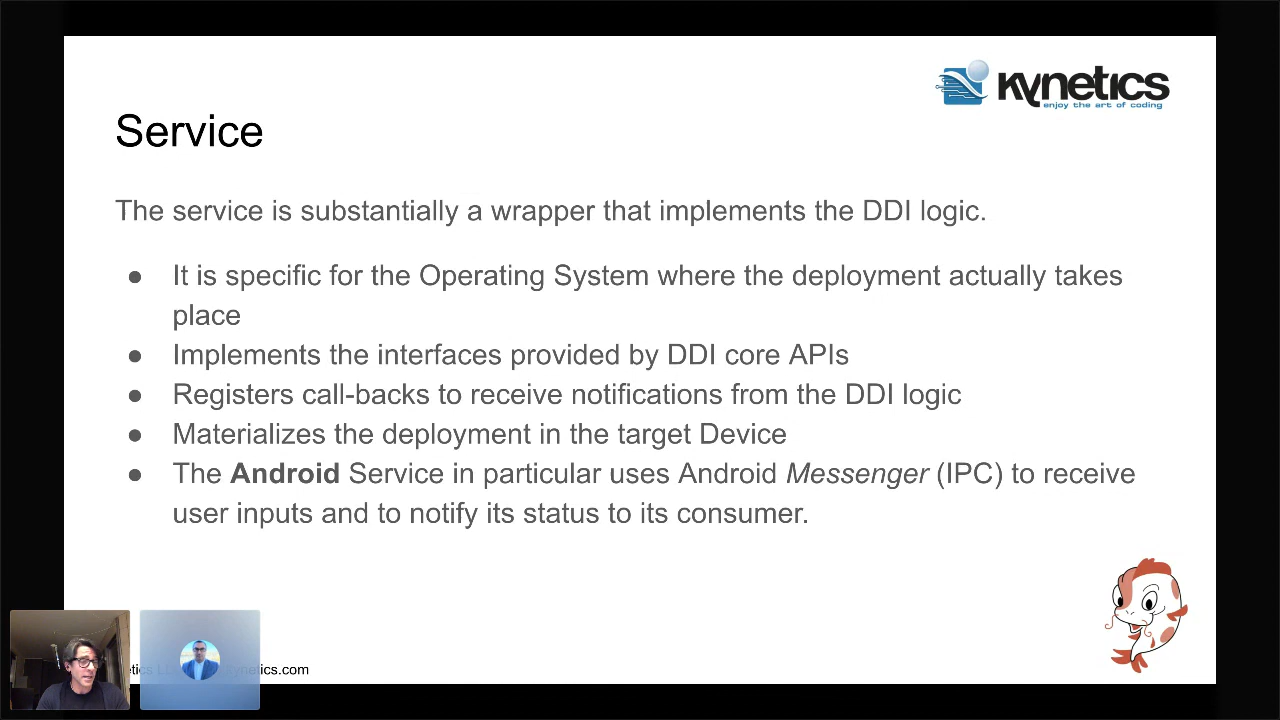 kynetics
enjoy the art of coding
Service
The service is substantially a wrapper that implements the DDI logic.
● It is specific for the Operating System where the deployment actually takes
place
● Implements the interfaces provided by DDI core APIs
● Registers call-backs to receive notifications from the DDI logic
● Materializes the deployment in the target Device
● The Android Service in particular uses Android Messenger (IPC) to receive
user inputs and to notify its status to its consumer.